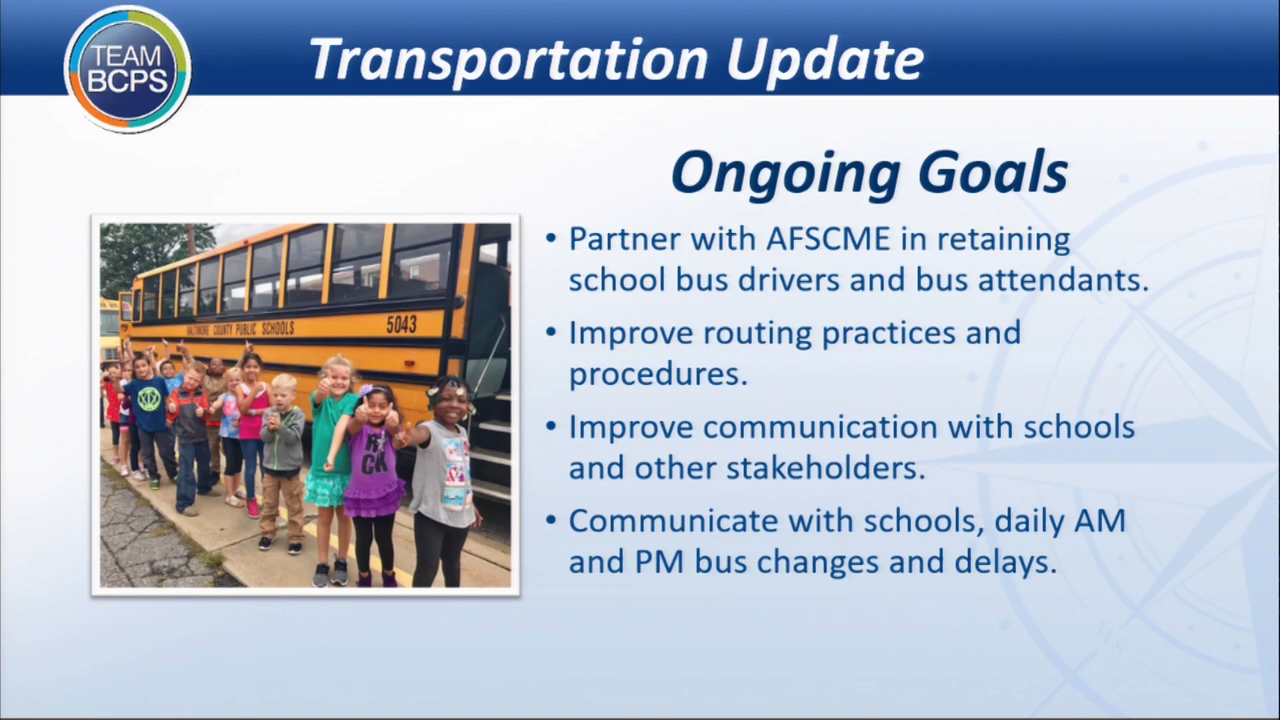 TEAM
BCPS
Transportation Update
Ongoing Goals
• Partner with AFSCME in retaining
school bus drivers and bus attendants.
• Improve routing practices and
procedures.
• Improve communication with schools
and other stakeholders.
• Communicate with schools, daily AM
and PM bus changes and delays.
BALTIMORE COUNTY PUBLIC SCHOOLS
5043